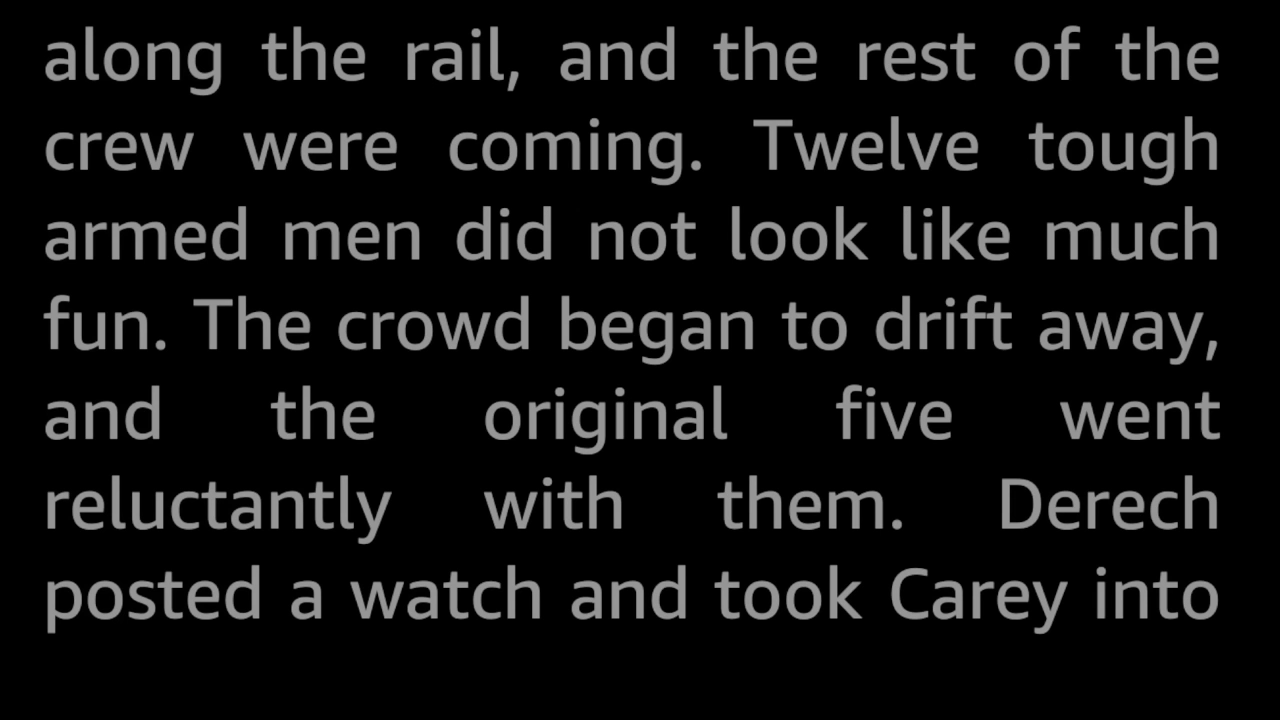 along the rail, and the rest of the
crew were coming. Twelve tough
armed men did not look like much
fun. The crowd began to drift away,
and the original five went
reluctantly with them. Derech
posted a watch and took Carey into